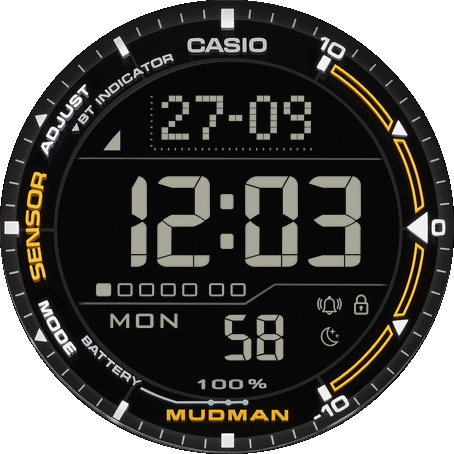 CASIO
10
ADJUST
BT INDICATOR
27-09
SENSOR
12:03
0
MON
58
MODE
BATTERY
100%
MUDMAN
-10